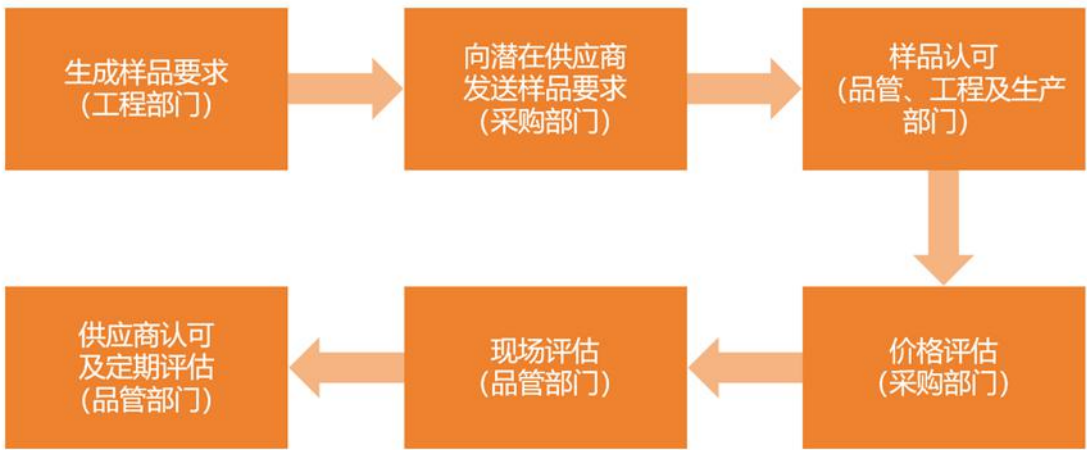 生成样品要求
（工程部门）
向潜在供应商
发送样品要求
（采购部门）
样品认可
（品管、工程及生产
部门）
价格评估
（采购部门）
现场评估
（品管部门）
供应商认可
及定期评估
（品管部门）